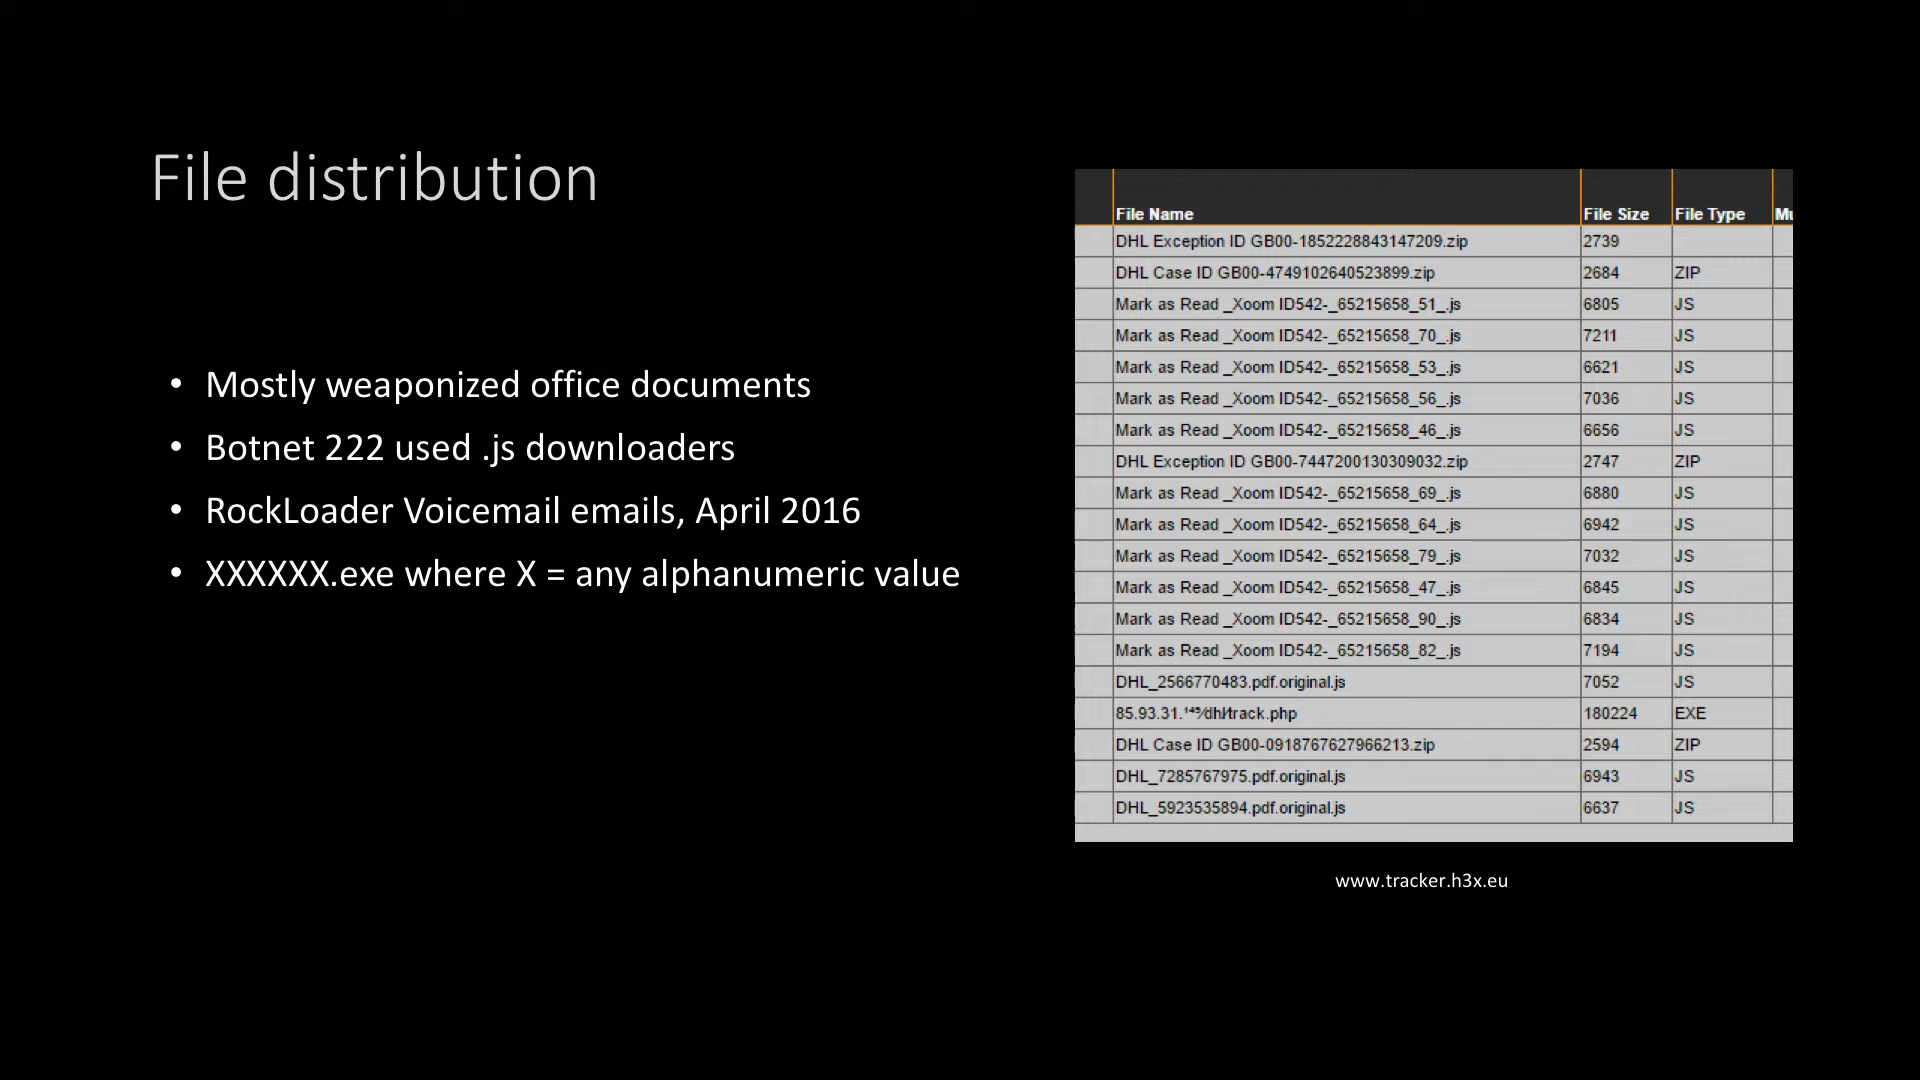 File distribution
• Mostly weaponized office documents
• Botnet 222 used .js downloaders
• RockLoader Voicemail emails, April 2016
• XXXXXX.exe where X = any alphanumeric value
File Name File Size File Type Mu
DHL Exception ID GB00-1852228843147209.zip 2739
DHL Case ID GB00-4749102640523899.zip 2684 ZIP
Mark as Read _Xoom ID542-_65215658_51_.js 6805 JS
Mark as Read _Xoom ID542-_65215658_70_.js 7211 JS
Mark as Read _Xoom ID542-_65215658_53_.js 6621 JS
Mark as Read _Xoom ID542-_65215658_56_.js 7036 JS
Mark as Read _Xoom ID542-_65215658_46_.js 6656 JS
DHL Exception ID GB00-7447200130309032.zip 2747 ZIP
Mark as Read _Xoom ID542-_65215658_69_.js 6880 JS
Mark as Read _Xoom ID542-_65215658_64_.js 6942 JS
Mark as Read _Xoom ID542-_65215658_79_.js 7032 JS
Mark as Read _Xoom ID542-_65215658_47_.js 6845 JS
Mark as Read _Xoom ID542-_65215658_90_.js 6834 JS
Mark as Read _Xoom ID542-_65215658_82_.js 7194 JS
DHL_2566770483.pdf.original.js 7052 JS
85.93.31.¹⁴⁹⁄dh⁄track.php 180224 EXE
DHL Case ID GB00-0918767627966213.zip 2594 ZIP
DHL_7285767975.pdf.original.js 6943 JS
DHL_5923535894.pdf.original.js 6637 JS
www.tracker.h3x.eu